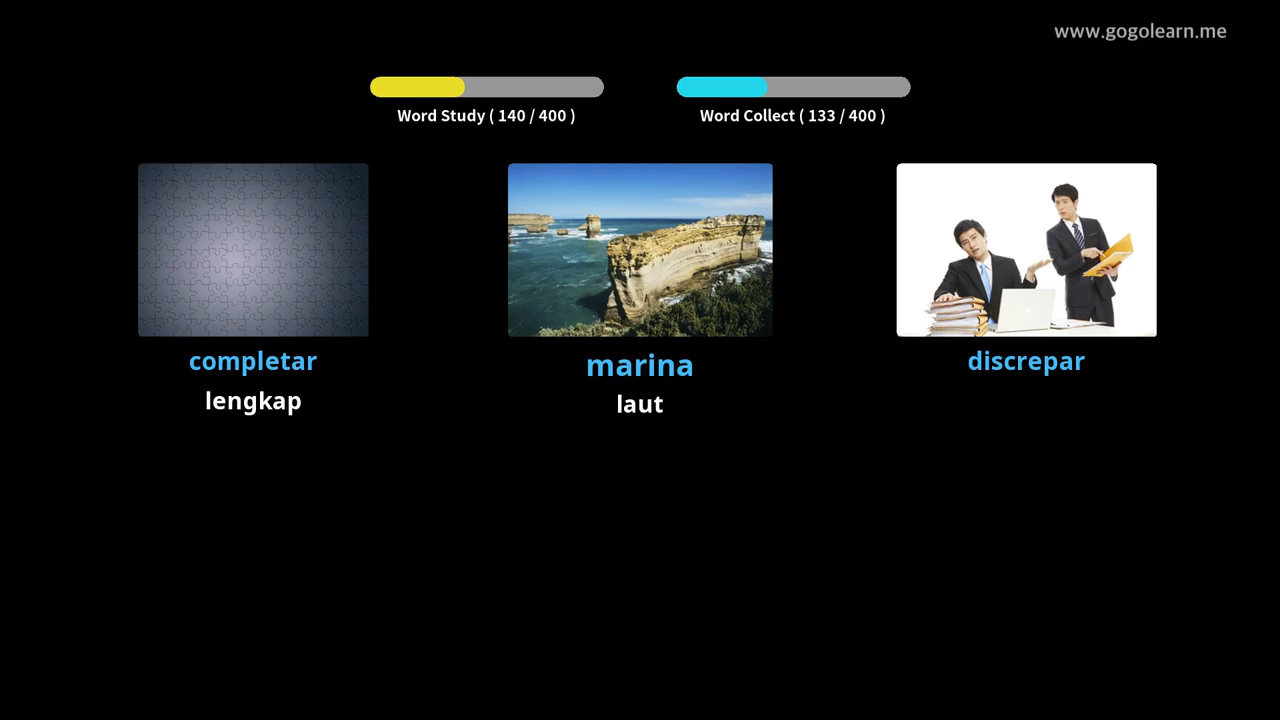 www.gogolearn.me
Word Study ( 140 / 400 )
Word Collect ( 133 / 400 )
completar
lengkap
marina
laut
discrepar